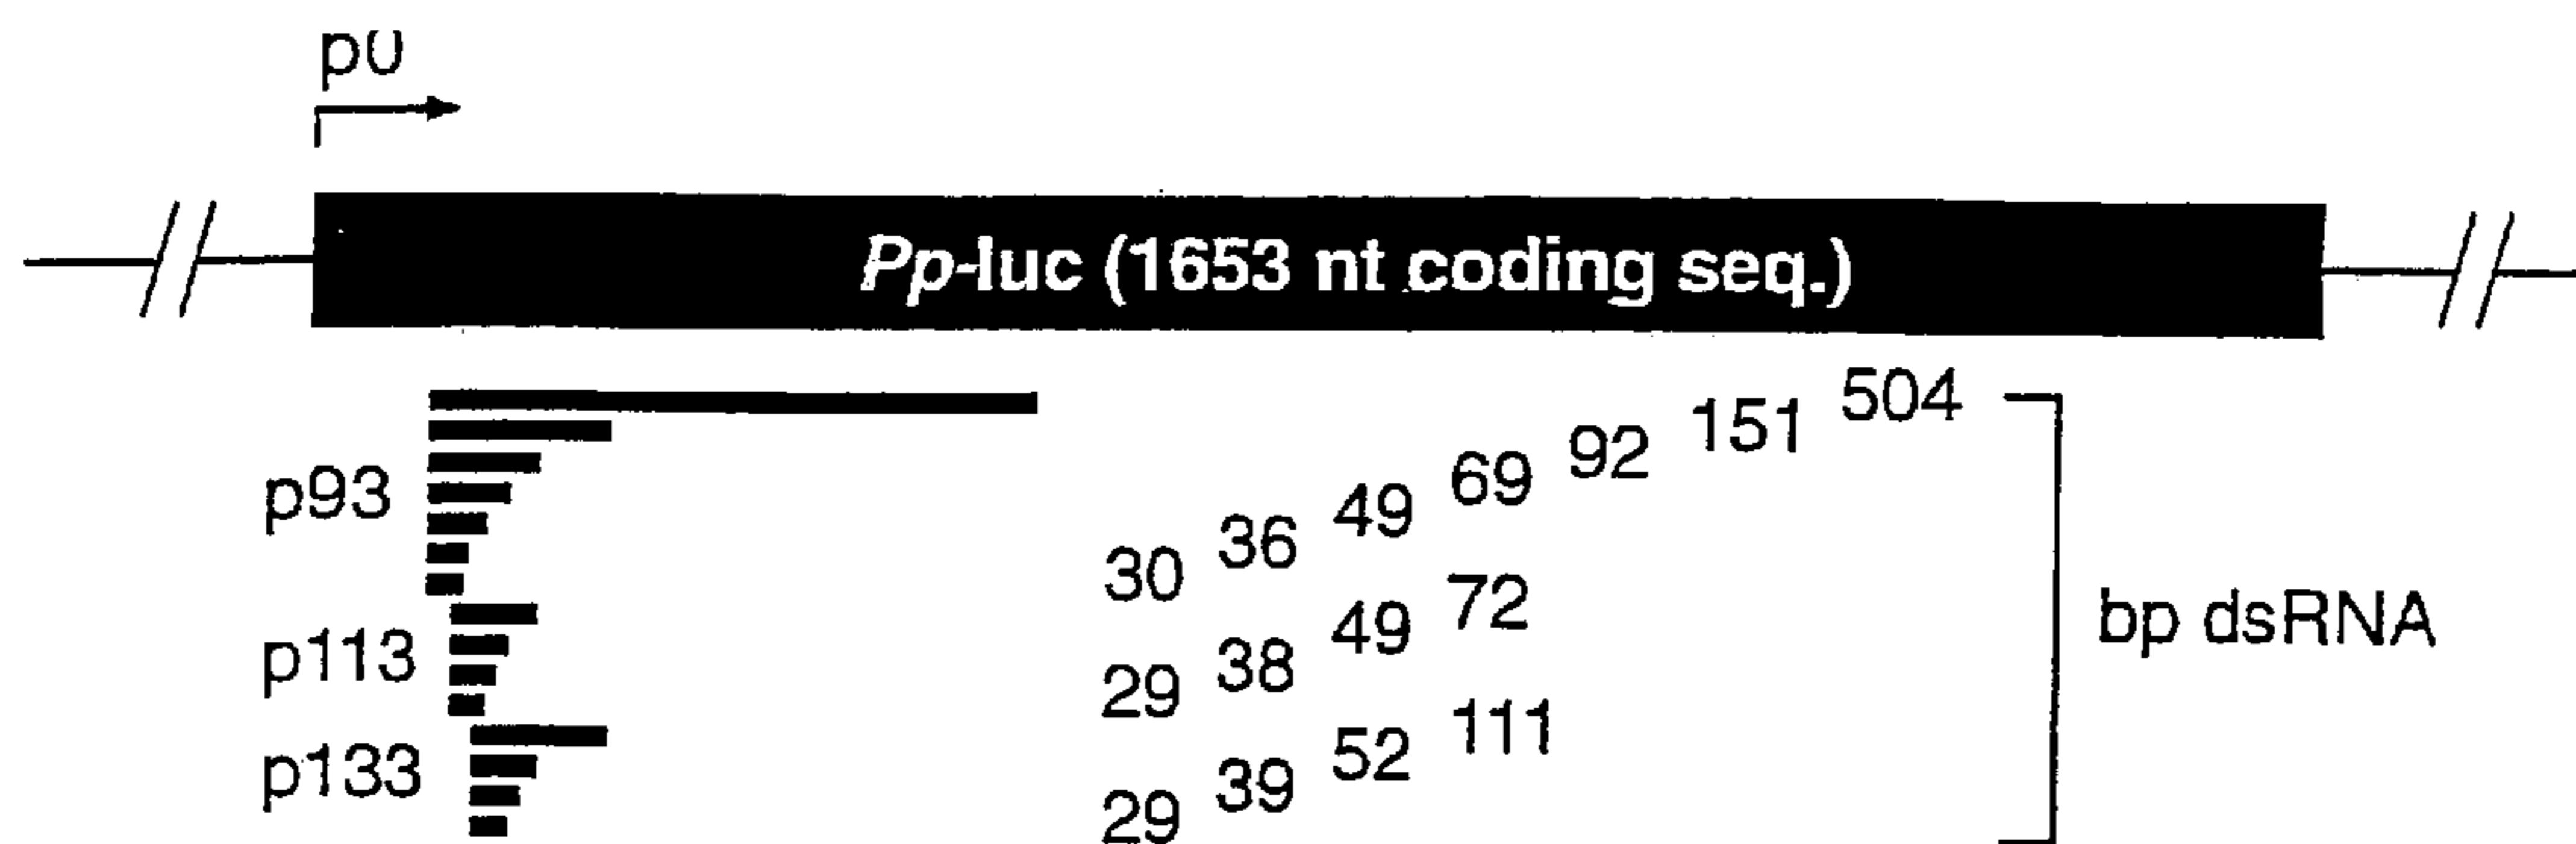 p0
Pp-luc (1653 nt coding seq.)
504
151
92
69
49
36
30
p93
72
49
38
29
p113
111
52
39
29
p133
bp dsRNA